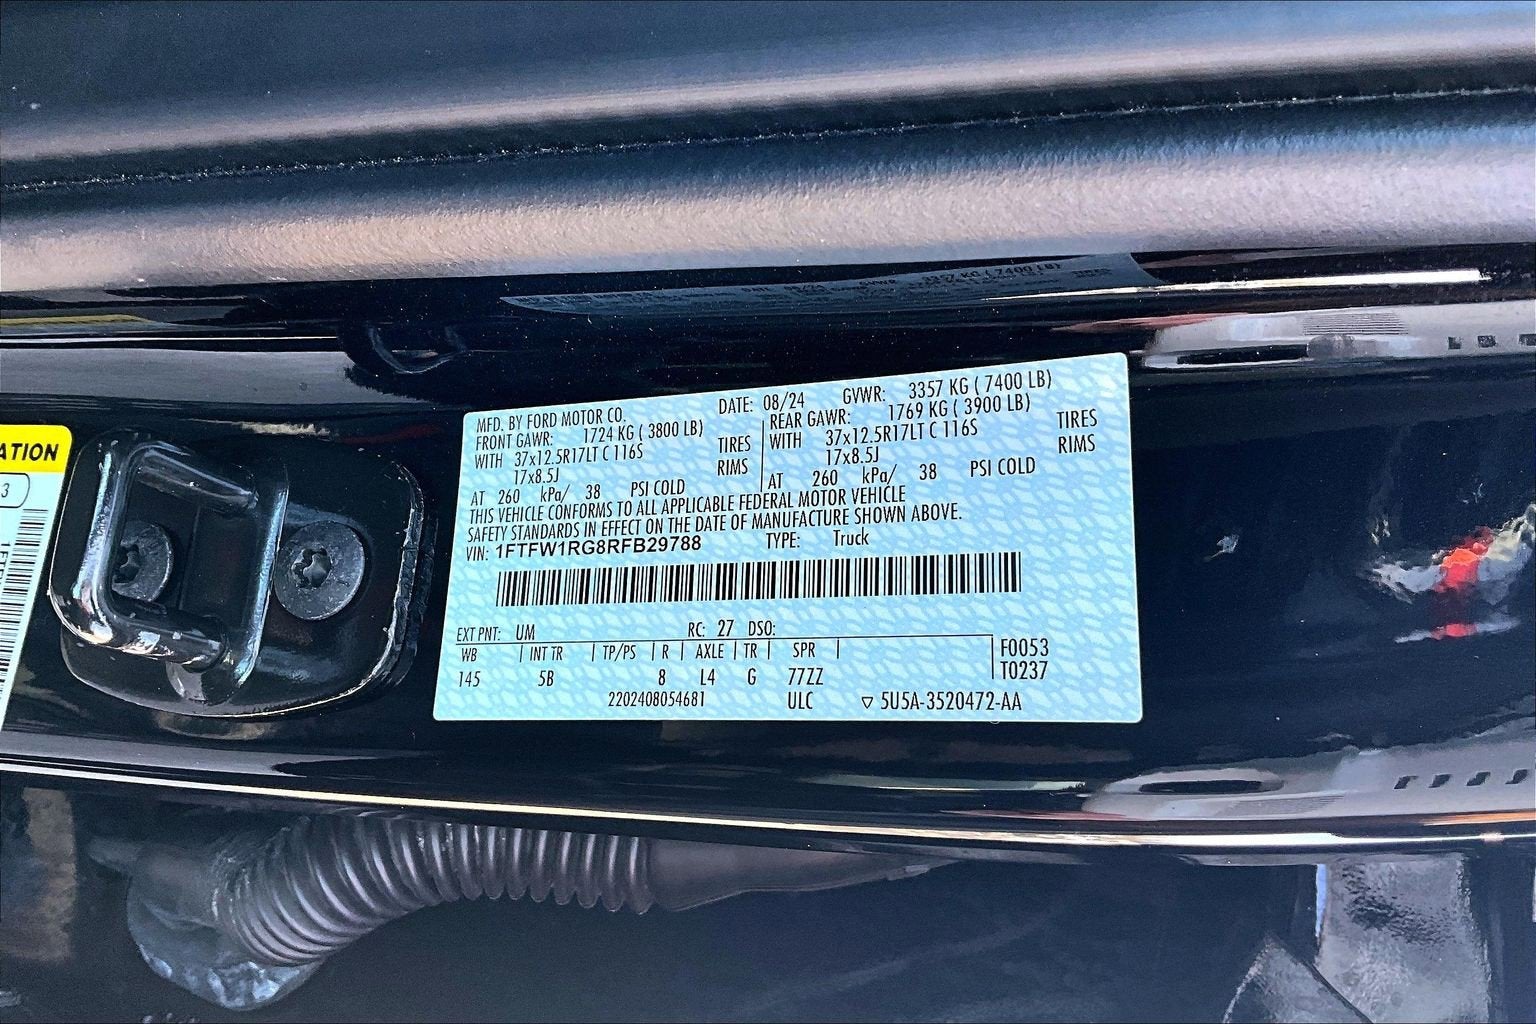 MFD. BY FORD MOTOR CO.
DATE: 08/24
GVWR: 3357 KG ( 7400 LB)
FRONT GAWR: 1724 KG ( 3800 LB)
WITH 37x12.5R17LT C 116S TIRES
17x8.5J RIMS
AT 260 kPa/ 38 PSI COLD
REAR GAWR: 1769 KG ( 3900 LB)
WITH 37x12.5R17LT C 116S TIRES
17x8.5J RIMS
AT 260 kPa/ 38 PSI COLD
THIS VEHICLE CONFORMS TO ALL APPLICABLE FEDERAL MOTOR VEHICLE
SAFETY STANDARDS IN EFFECT ON THE DATE OF MANUFACTURE SHOWN ABOVE.
VIN: 1FTFW1RG8RFB29788 TYPE: Truck
EXT PNT: UM RC: 27 DSO:
WB INT TR TP/PS R AXLE TR SPR
145 5B 8 L4 G 77ZZ
F0053
T0237
2202408054681 ULC ▽ 5U5A-3520472-AA
ATION
3